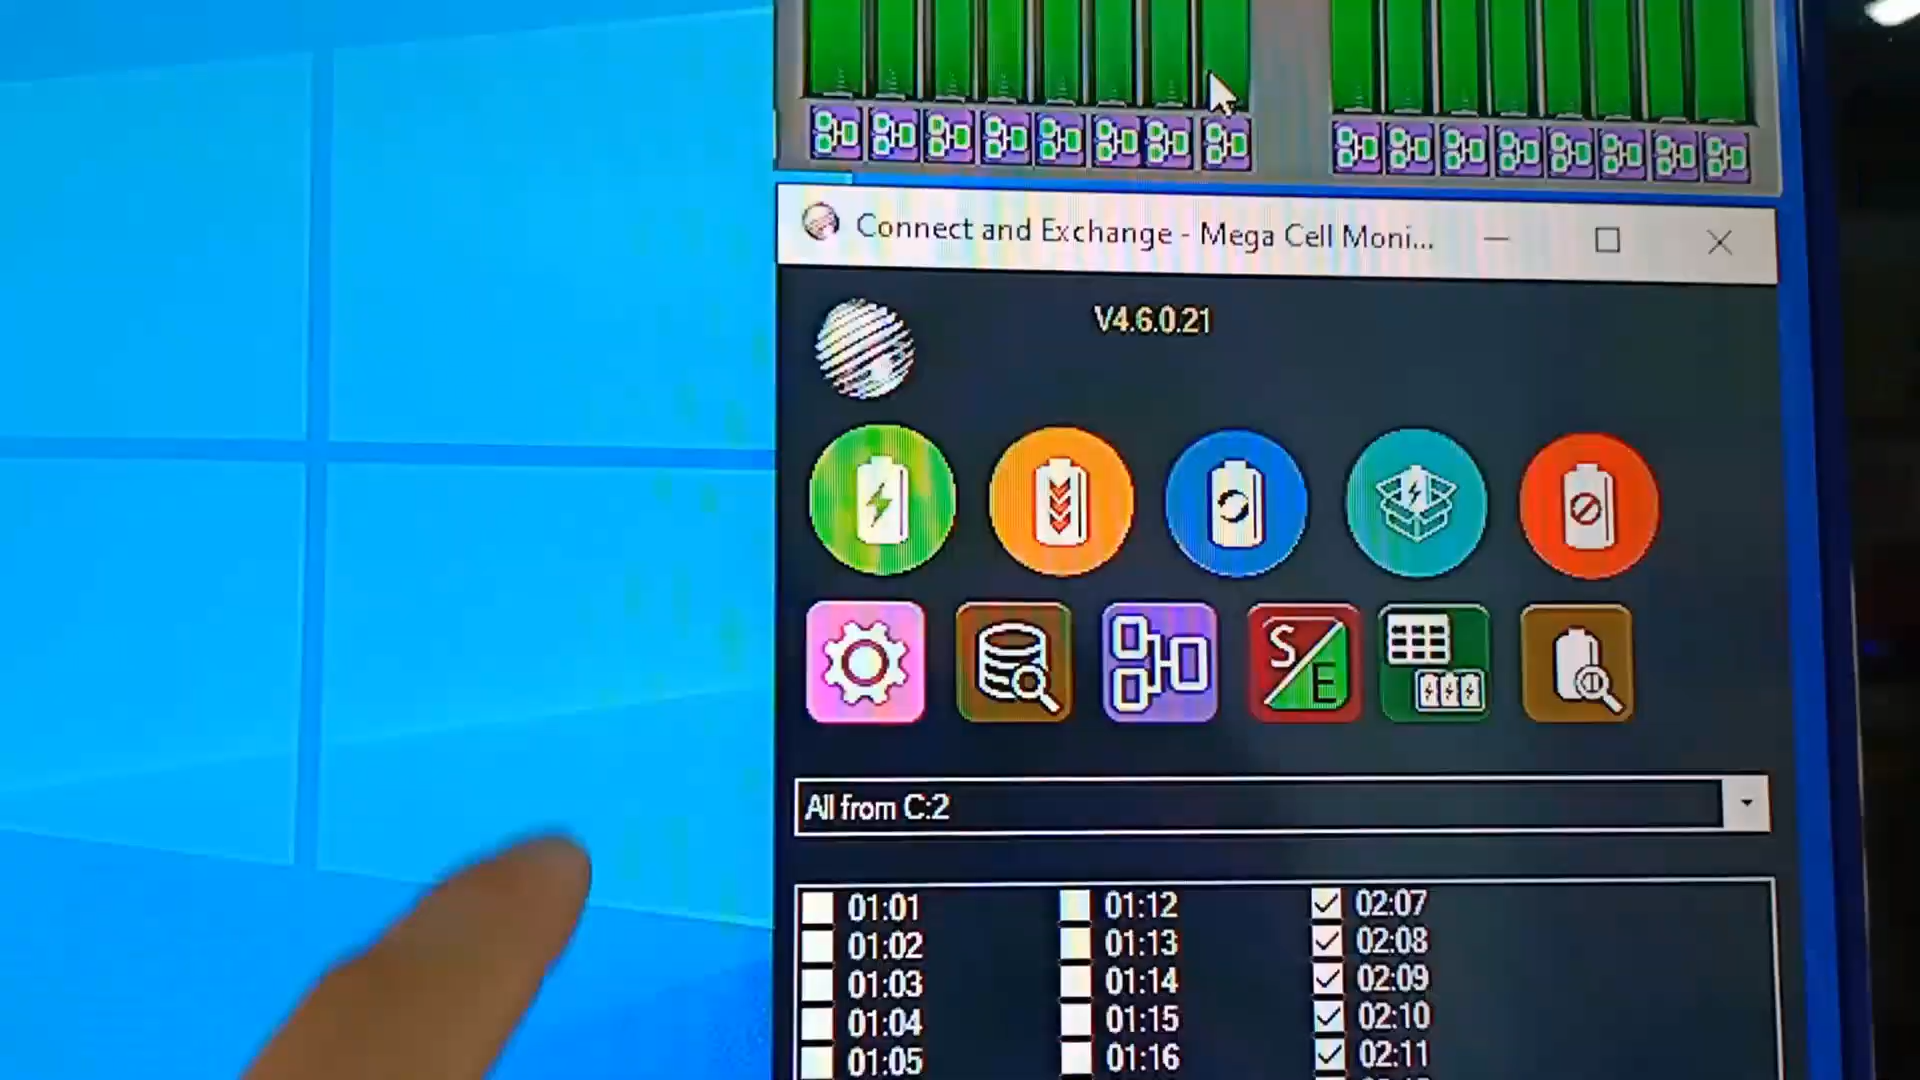 Connect and Exchange - Mega Cell Moni...
V4.6.0.21
S/E
All from C:2
01:01 01:12 02:07
01:02 01:13 02:08
01:03 01:14 02:09
01:04 01:15 02:10
01:05 01:16 02:11